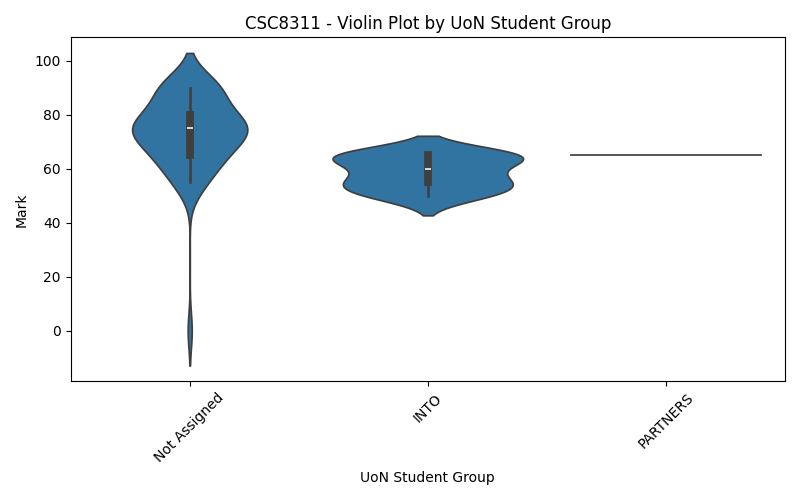 CSC8311 - Violin Plot by UoN Student Group
Mark
100
80
60
40
20
0
Not Assigned
INTO
PARTNERS
UoN Student Group